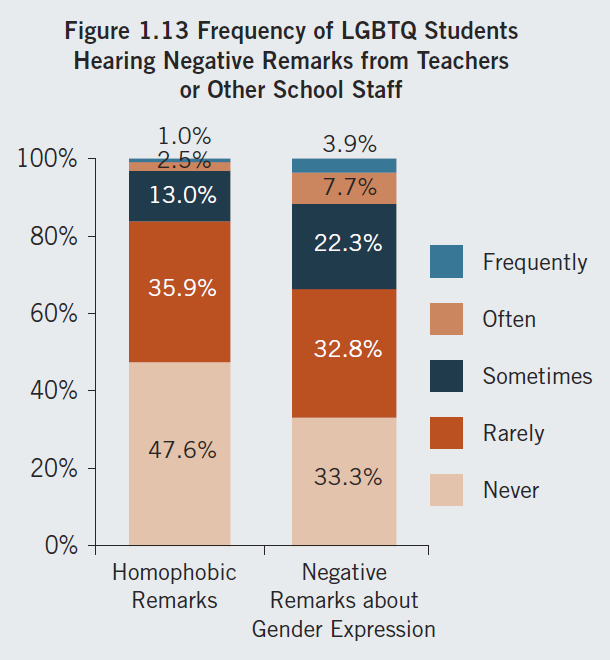 Figure 1.13 Frequency of LGBTQ Students
Hearing Negative Remarks from Teachers
or Other School Staff
1.0%
2.5%
13.0%
35.9%
47.6%
3.9%
7.7%
22.3%
32.8%
33.3%
100%
80%
60%
40%
20%
0%
Homophobic
Remarks
Negative
Remarks about
Gender Expression
Frequently
Often
Sometimes
Rarely
Never